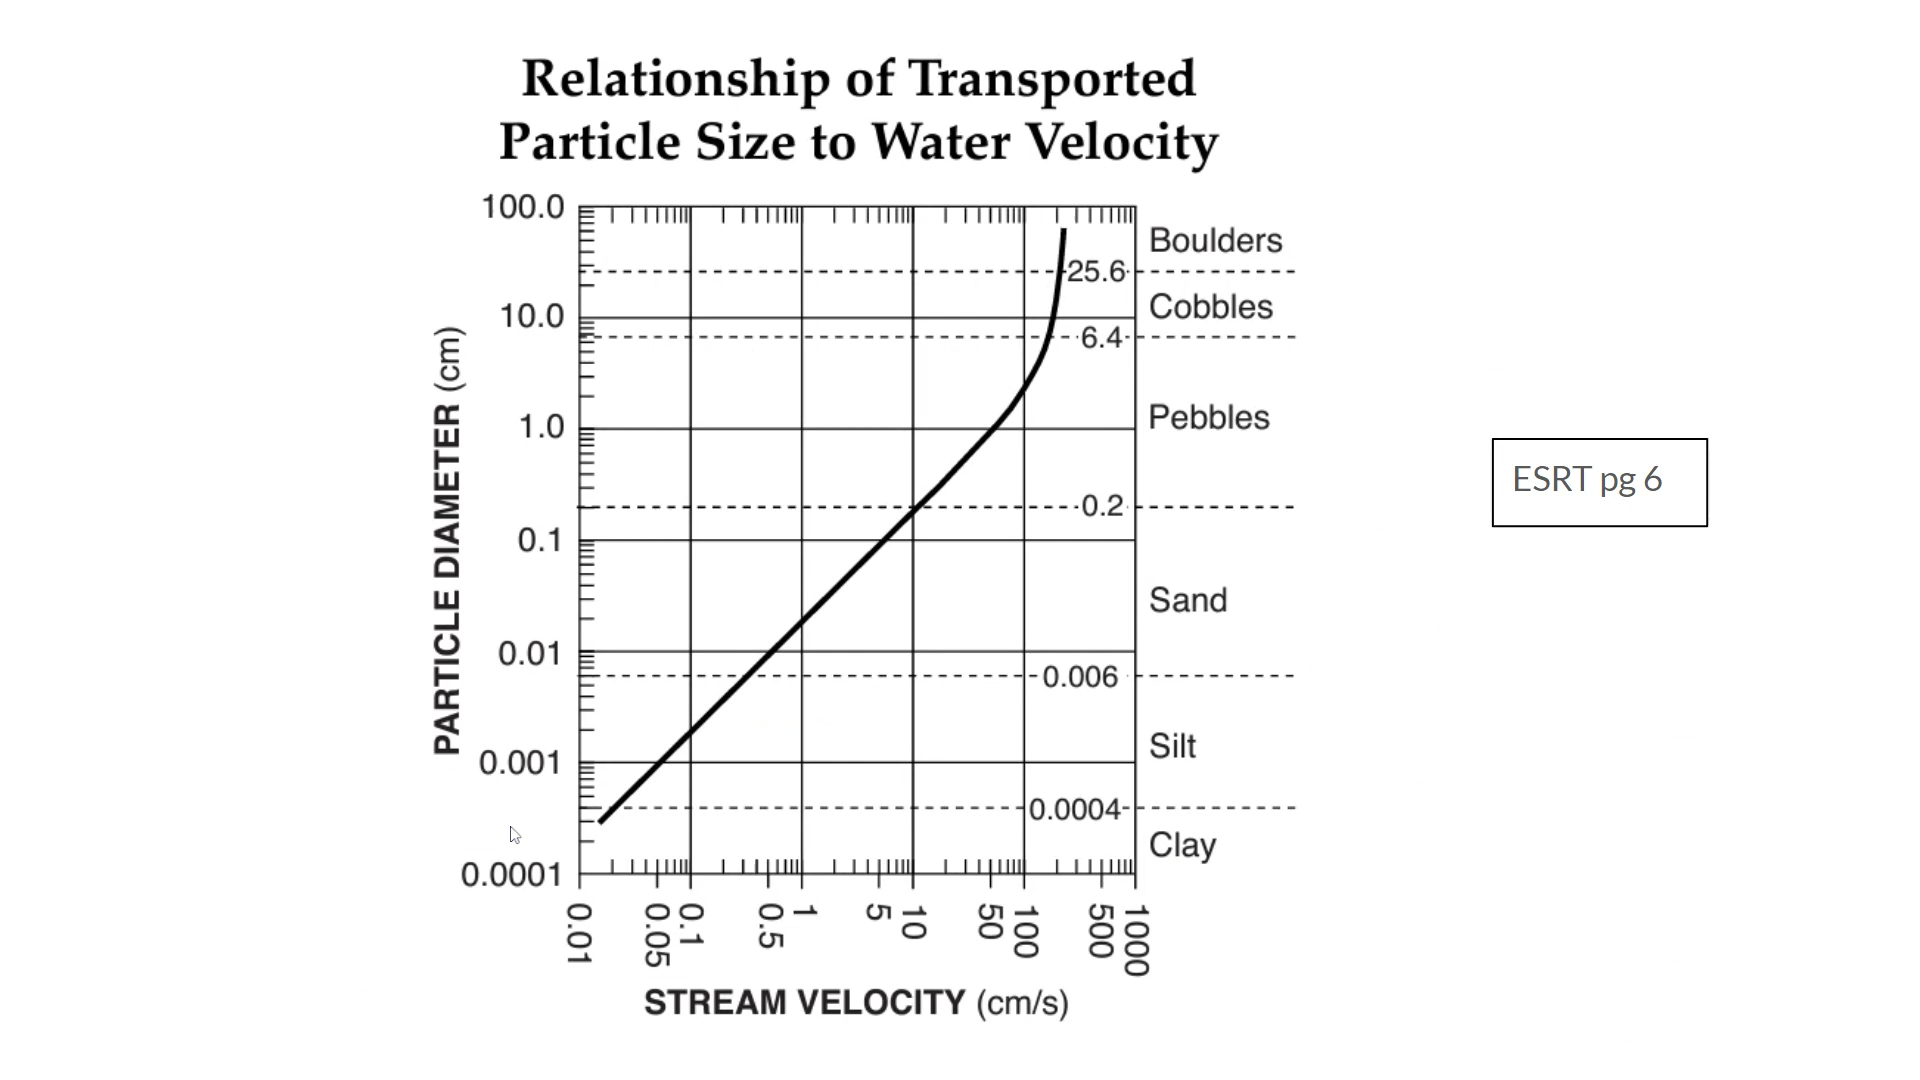 Relationship of Transported
Particle Size to Water Velocity
PARTICLE DIAMETER (cm)
100.0
10.0
1.0
0.1
0.01
0.001
0.0001
25.6
6.4
0.2
0.006
0.0004
Boulders
Cobbles
Pebbles
Sand
Silt
Clay
0.01
0.05
0.1
0.5
1
5
10
50
100
500
1000
STREAM VELOCITY (cm/s)
ESRT pg 6